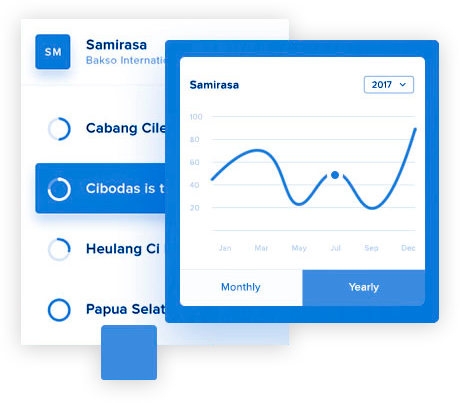 SM
Samirasa
Bakso Internatio
Cabang Cile
Cibodas is t
Heulang Ci
Papua Selat
Samirasa
2017
100
80
60
40
20
Jan Mar May Jul Sep Dec
Monthly Yearly